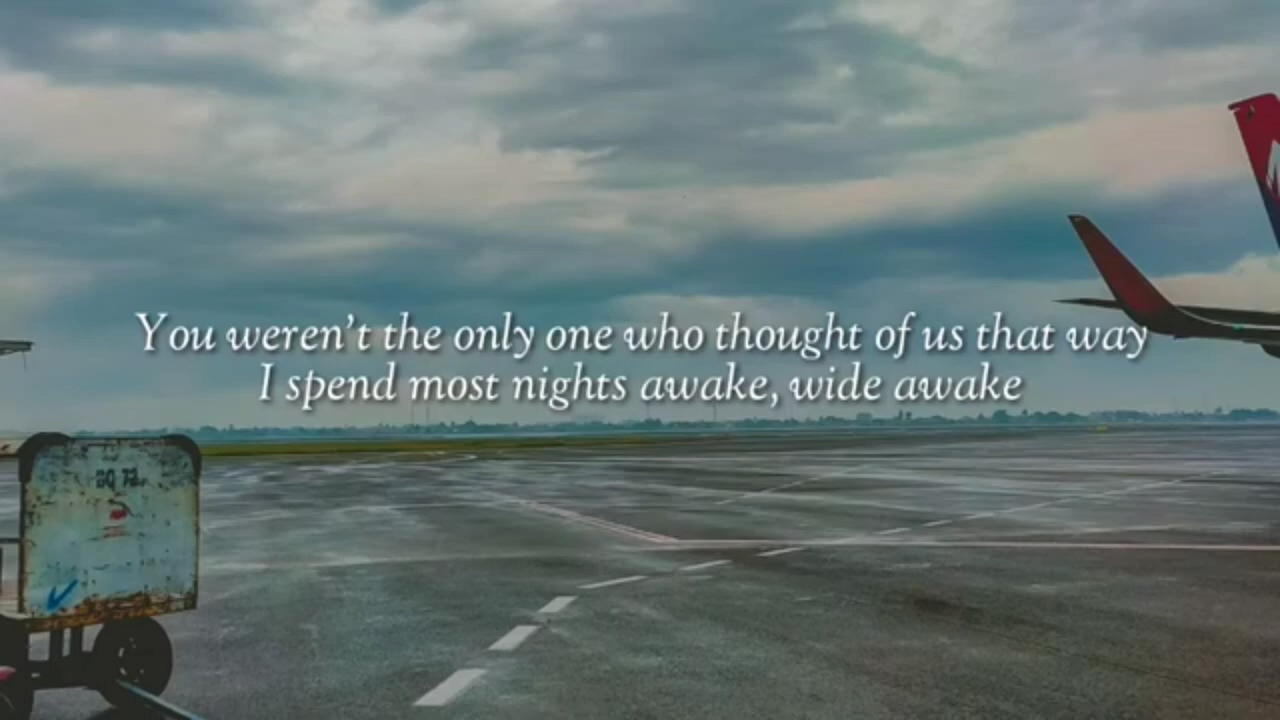 You weren't the only one who thought of us that way
I spend most nights awake, wide awake